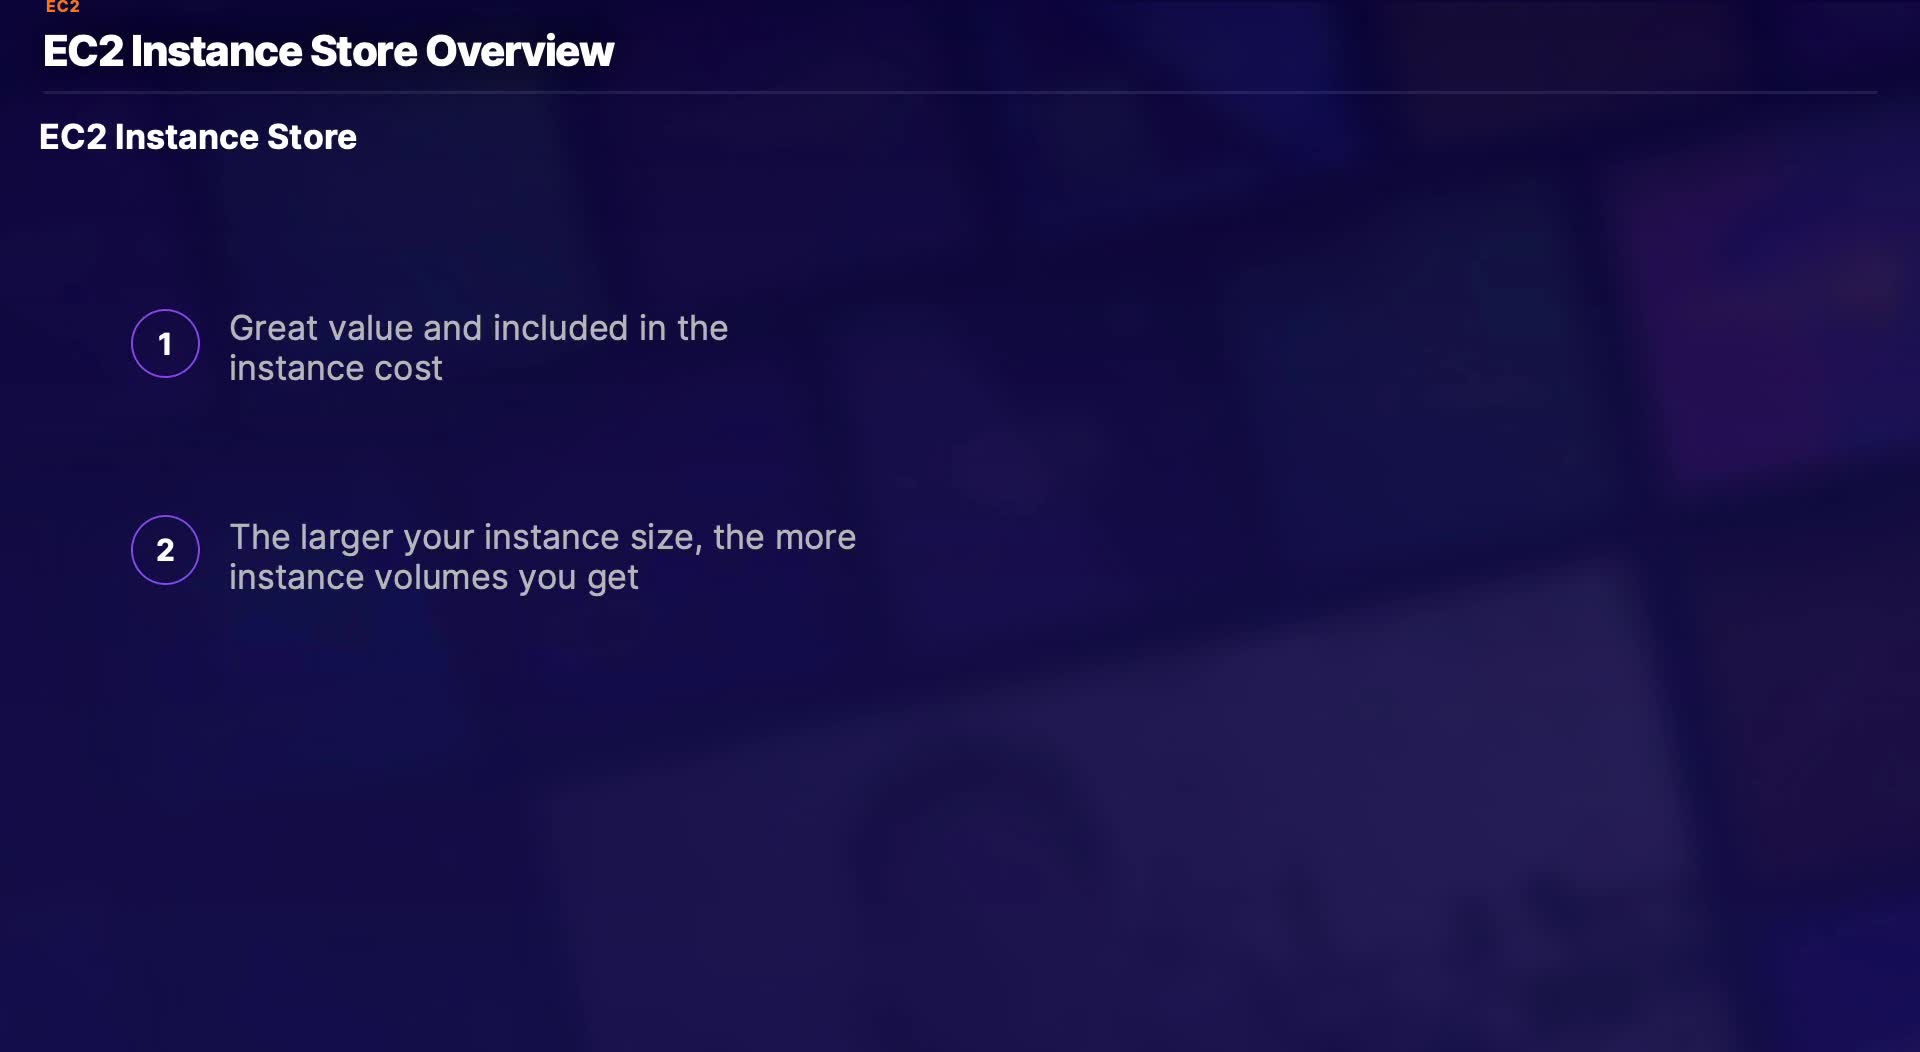 EC2
EC2 Instance Store Overview
EC2 Instance Store
1
Great value and included in the
instance cost
2
The larger your instance size, the more
instance volumes you get